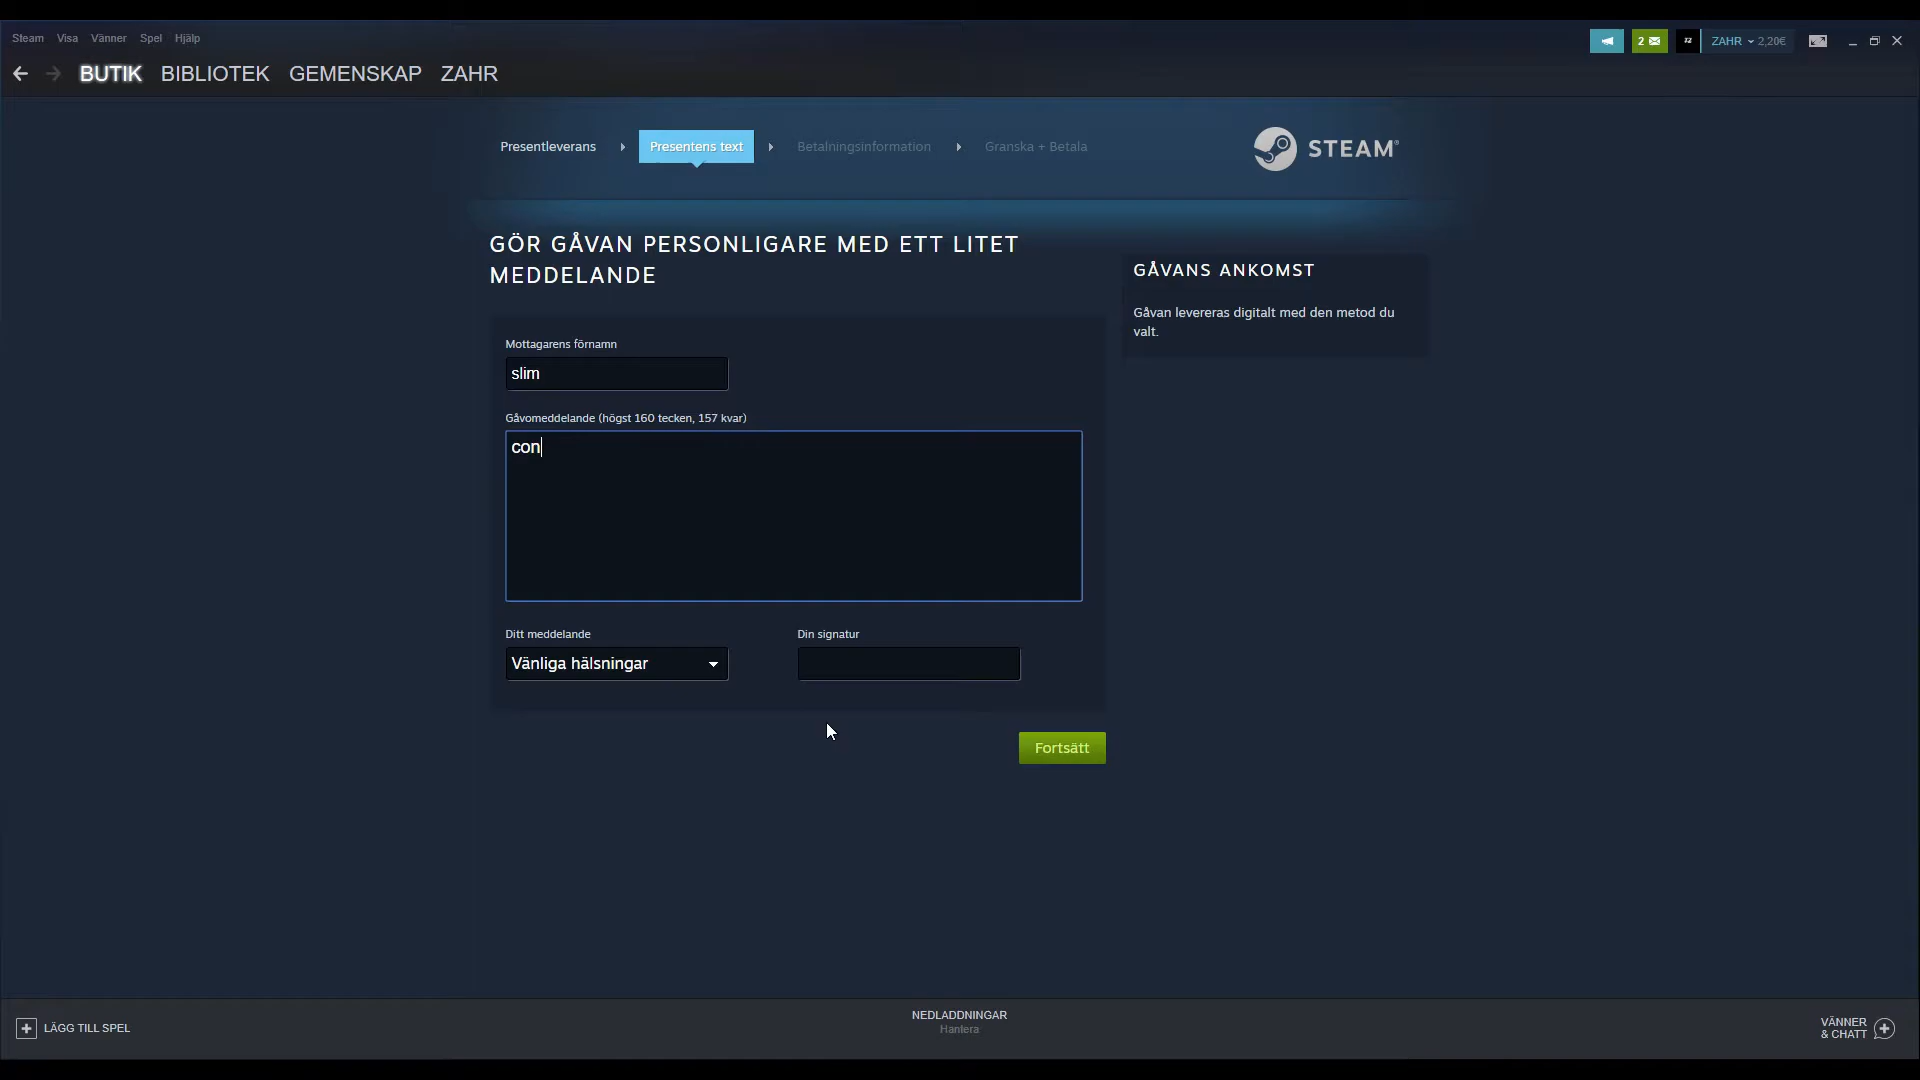 Steam Visa Vänner Spel Hjälp
2 ZAHR 2,20€
BUTIK BIBLIOTEK GEMENSKAP ZAHR
Presentleverans Presentens text Betalningsinformation Granska + Betala
STEAM®
GÖR GÅVAN PERSONLIGARE MED ETT LITET
MEDDELANDE
GÅVANS ANKOMST
Gåvan levereras digitalt med den metod du
valt.
Mottagarens förnamn
slim
Gåvomeddelande (högst 160 tecken, 157 kvar)
con
Ditt meddelande
Din signatur
Vänliga hälsningar
Fortsätt
LÄGG TILL SPEL
NEDLADDNINGAR
Hantera
VÄNNER
& CHATT